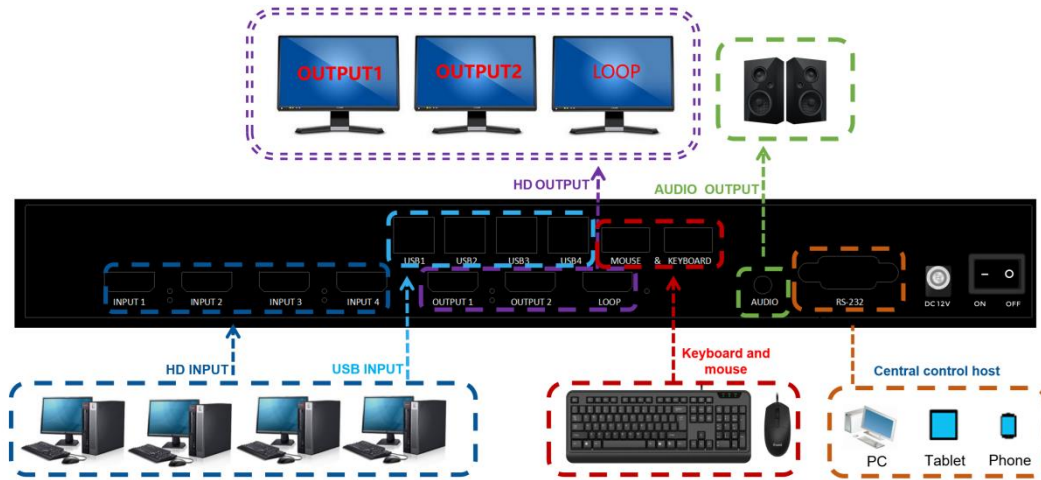 OUTPUT1
OUTPUT2
LOOP
HD OUTPUT
AUDIO OUTPUT
USB1
USB2
USB3
USB4
MOUSE & KEYBOARD
INPUT 1
INPUT 2
INPUT 3
INPUT 4
OUTPUT 1
OUTPUT 2
LOOP
AUDIO
RS-232
DC12V
ON
OFF
HD INPUT
USB INPUT
Keyboard and
mouse
Central control host
PC
Tablet
Phone